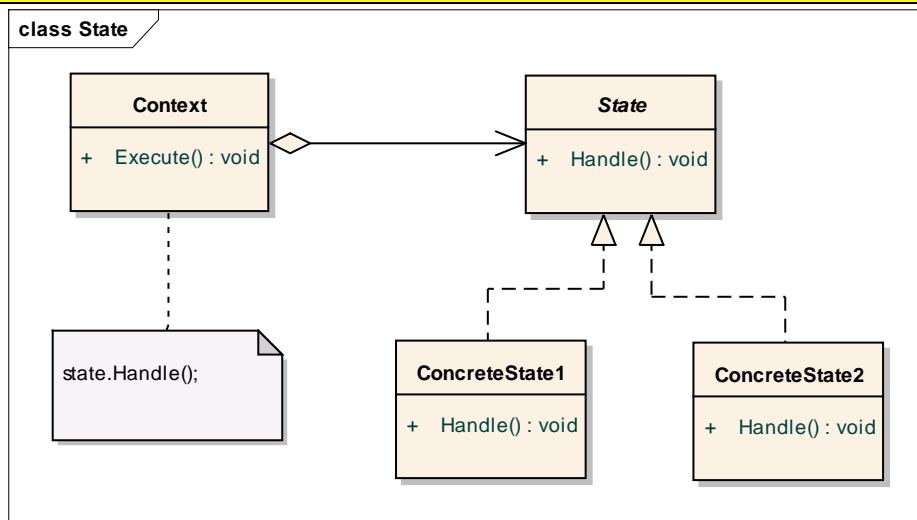 class State
Context
+ Execute() : void
State
+ Handle() : void
state.Handle();
ConcreteState1
+ Handle() : void
ConcreteState2
+ Handle() : void